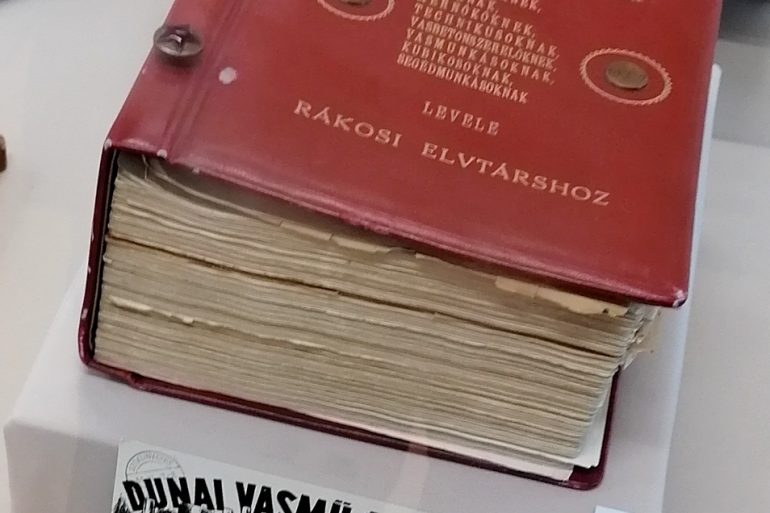 TECHNIKUSOKNAK,
VASBETONSZERELŐKNEK,
VASMUNKÁSOKNAK,
KUBIKOSOKNAK,
SEGÉDMUNKÁSOKNAK
LEVELE
RÁKOSI ELVTÁRSHOZ
DUNAI VASMŰ